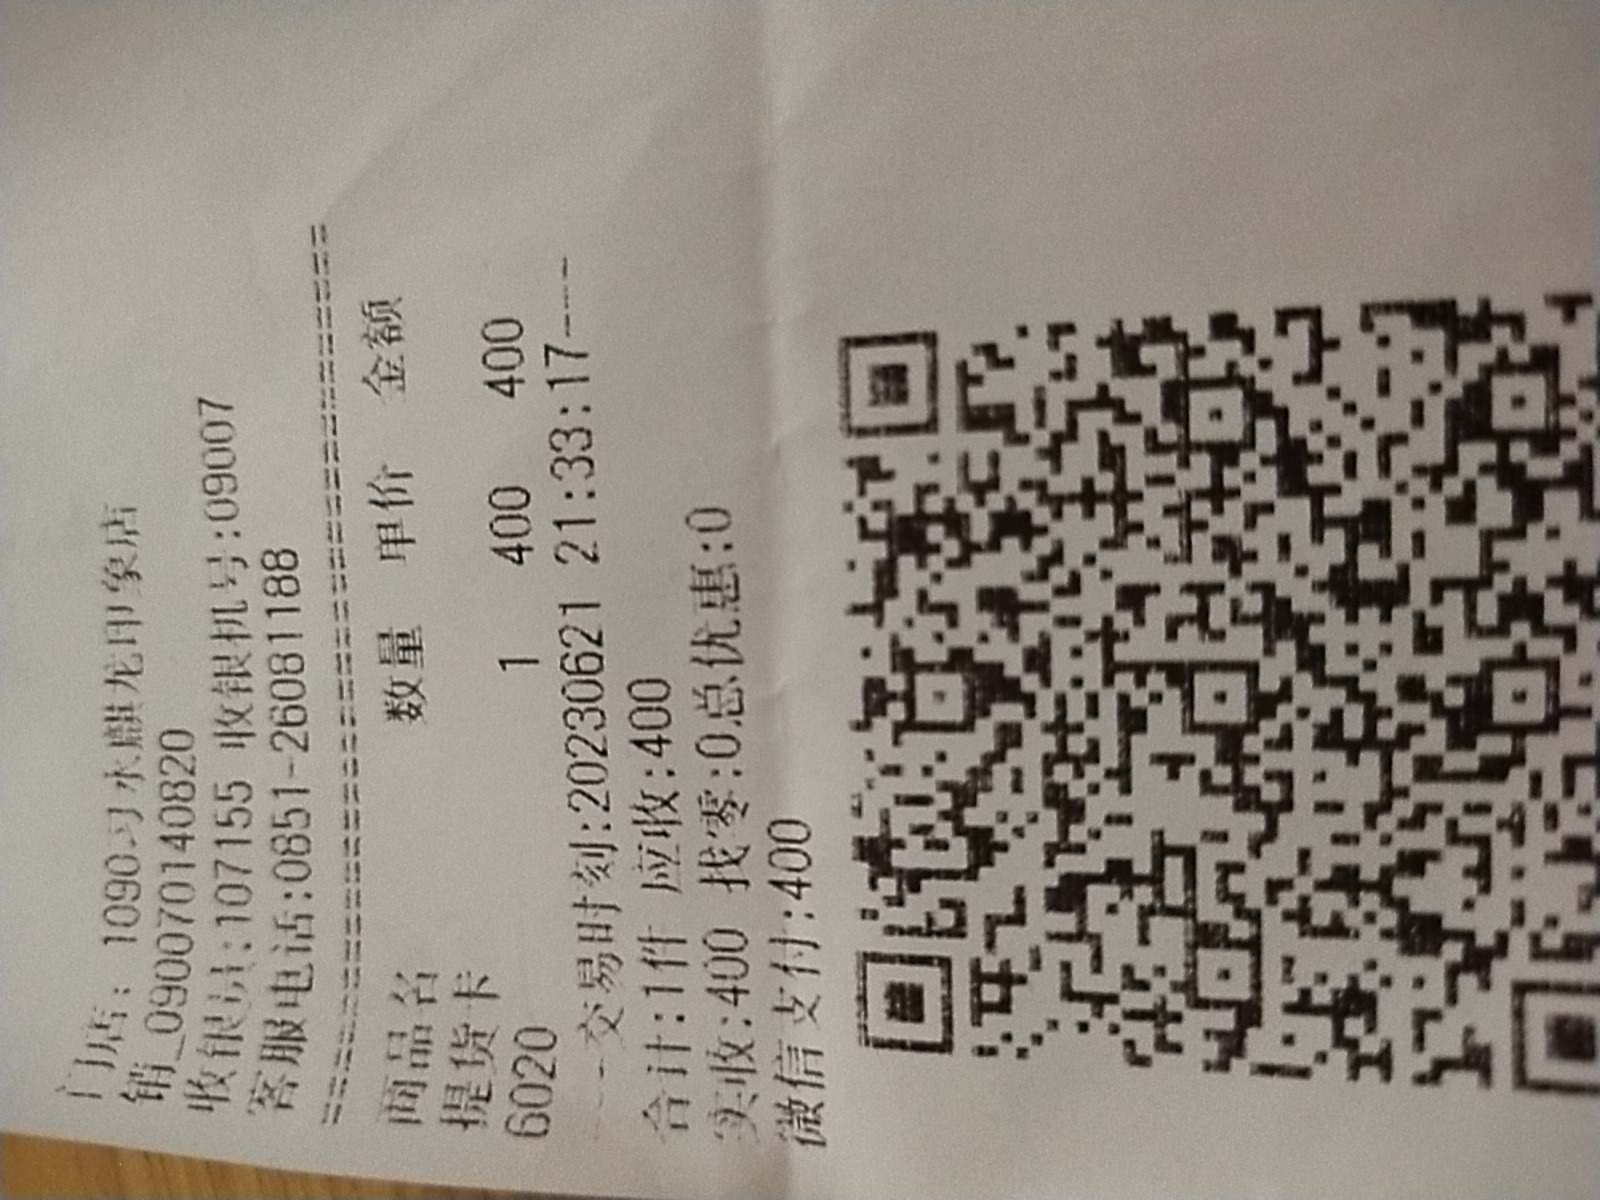 门店: 1090习水麒龙印象店
销_0900701408​20
收银员:107155 收银机号:09007
客服电话:0851-26081188
==============================
商品名 数量 单价 金额
提货卡
6020 1 400 400
----交易时刻:20230621 21:33:17----
合计:1件 应收:400
实收:400 找零:0总优惠:0
微信支付:400